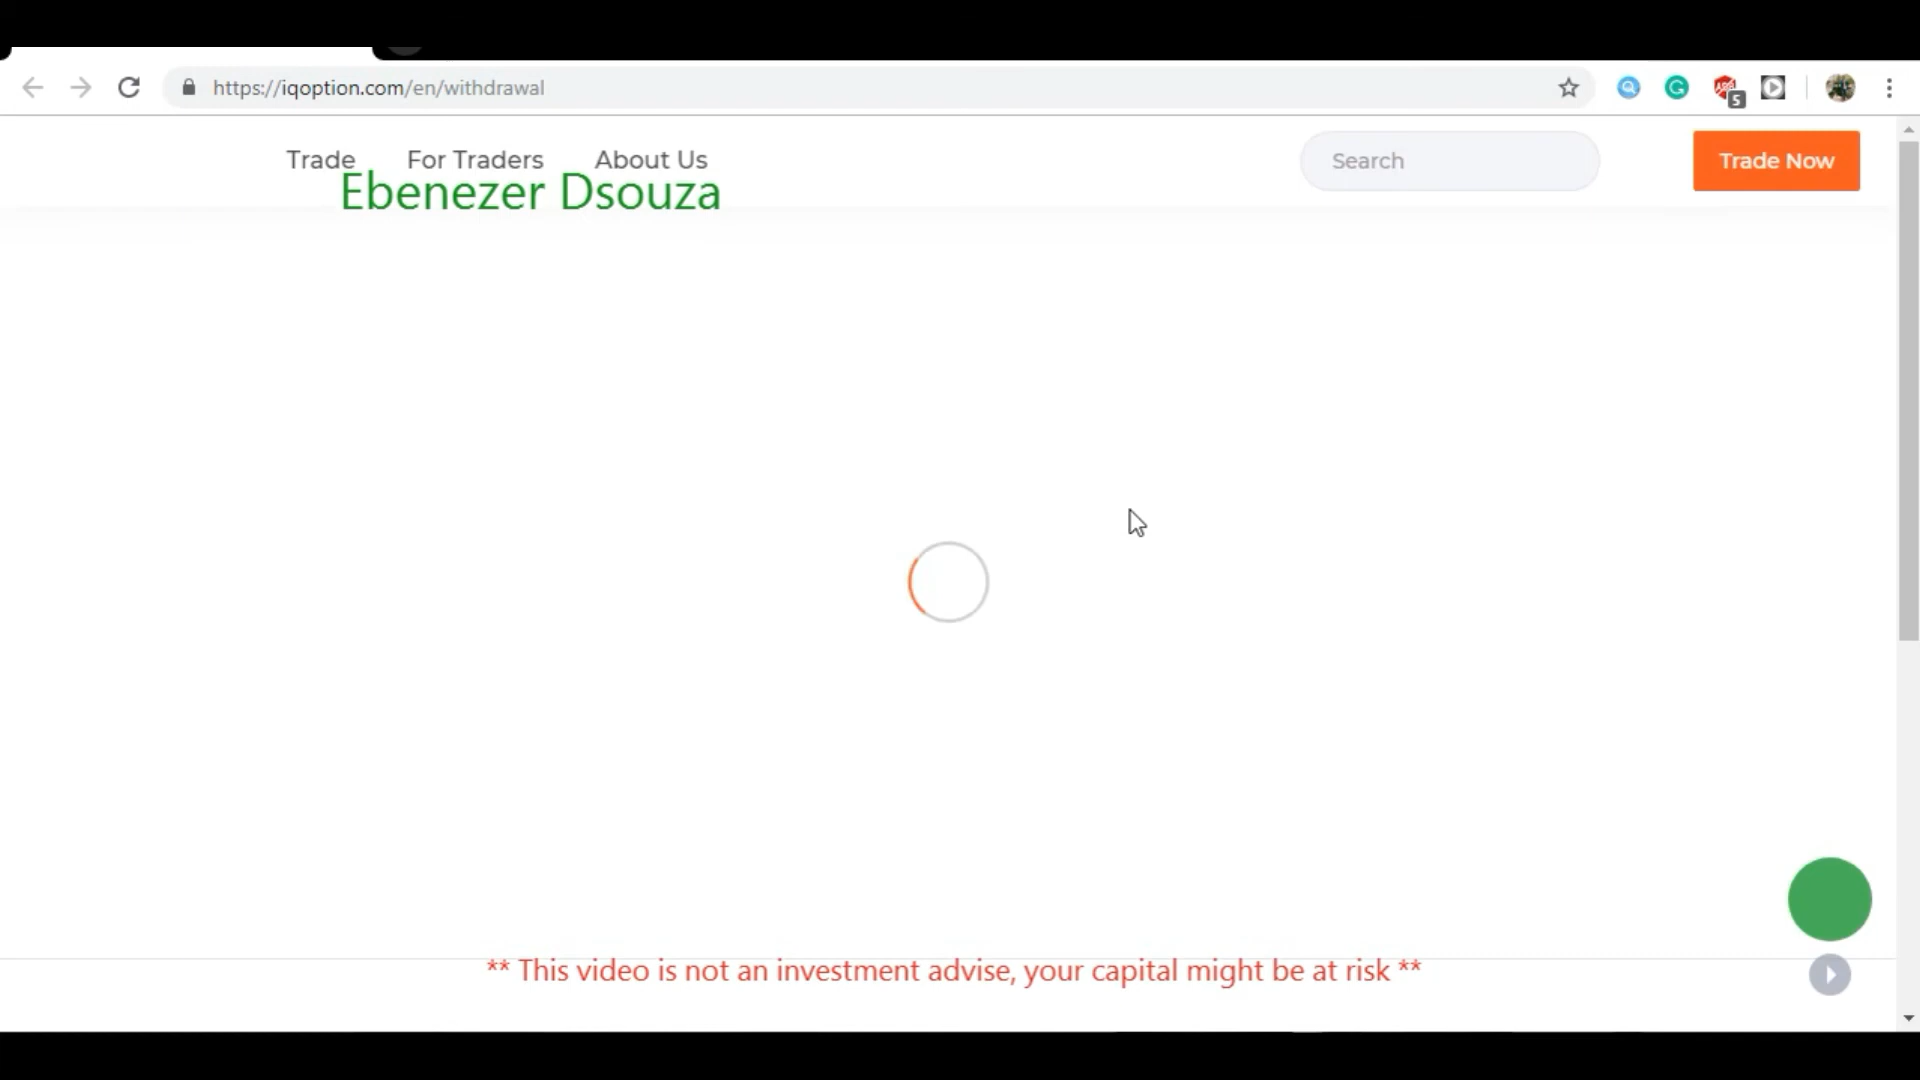 https://iqoption.com/en/withdrawal
5
Trade For Traders About Us Search Trade Now
Ebenezer Dsouza
** This video is not an investment advise, your capital might be at risk **